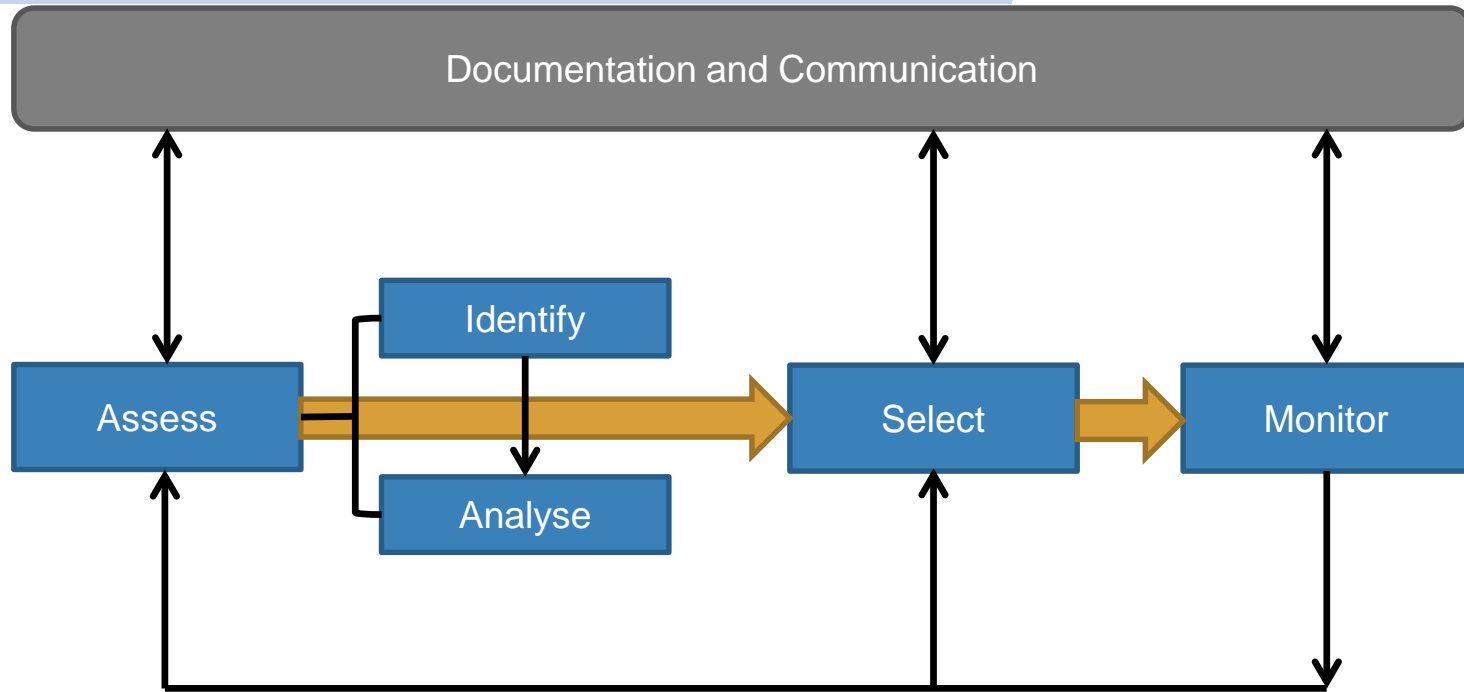 Documentation and Communication
Identify
Assess
Select
Monitor
Analyse